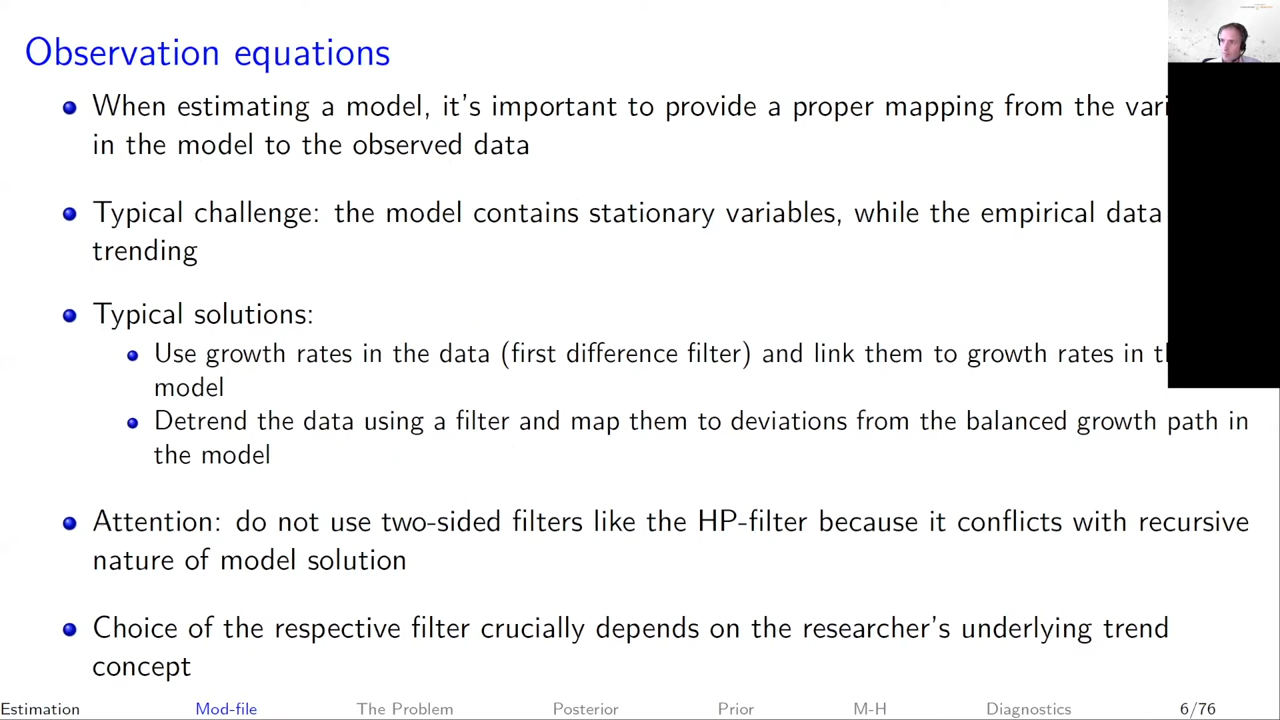 Observation equations
When estimating a model, it's important to provide a proper mapping from the vari
in the model to the observed data
Typical challenge: the model contains stationary variables, while the empirical data
trending
Typical solutions:
Use growth rates in the data (first difference filter) and link them to growth rates in th
model
Detrend the data using a filter and map them to deviations from the balanced growth path in
the model
Attention: do not use two-sided filters like the HP-filter because it conflicts with recursive
nature of model solution
Choice of the respective filter crucially depends on the researcher's underlying trend
concept
Estimation Mod-file The Problem Posterior Prior M-H Diagnostics 6/76